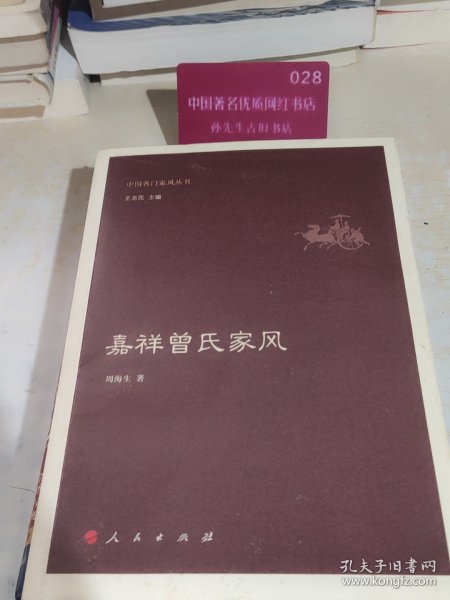 028
中国著名优质网红书店
孙先生古旧书店
中国名门家风丛书
王志民 主编
嘉祥曾氏家风
周海生 著
人民出版社
孔夫子旧书网
www.kongfz.com